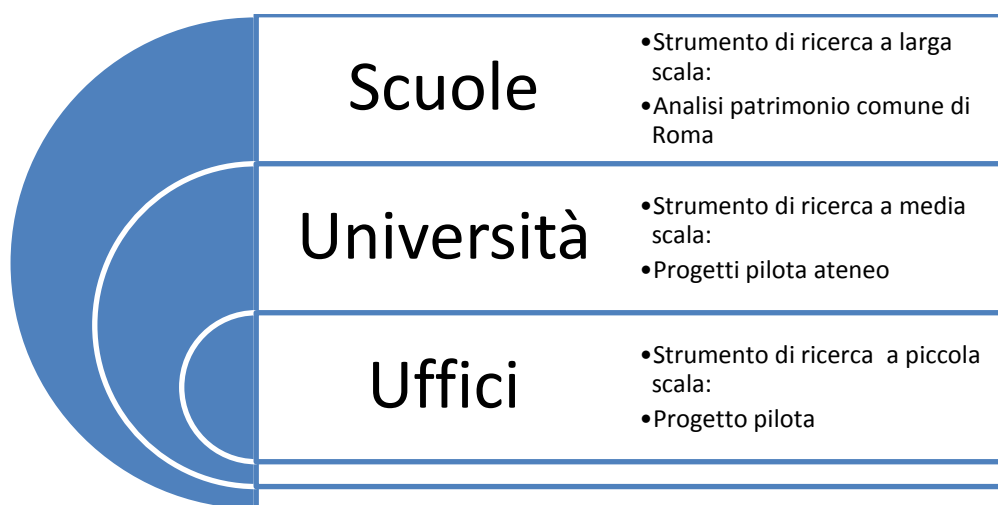 Scuole
•Strumento di ricerca a larga
scala:
•Analisi patrimonio comune di
Roma
Università
•Strumento di ricerca a media
scala:
•Progetti pilota ateneo
Uffici
•Strumento di ricerca  a piccola
scala:
•Progetto pilota